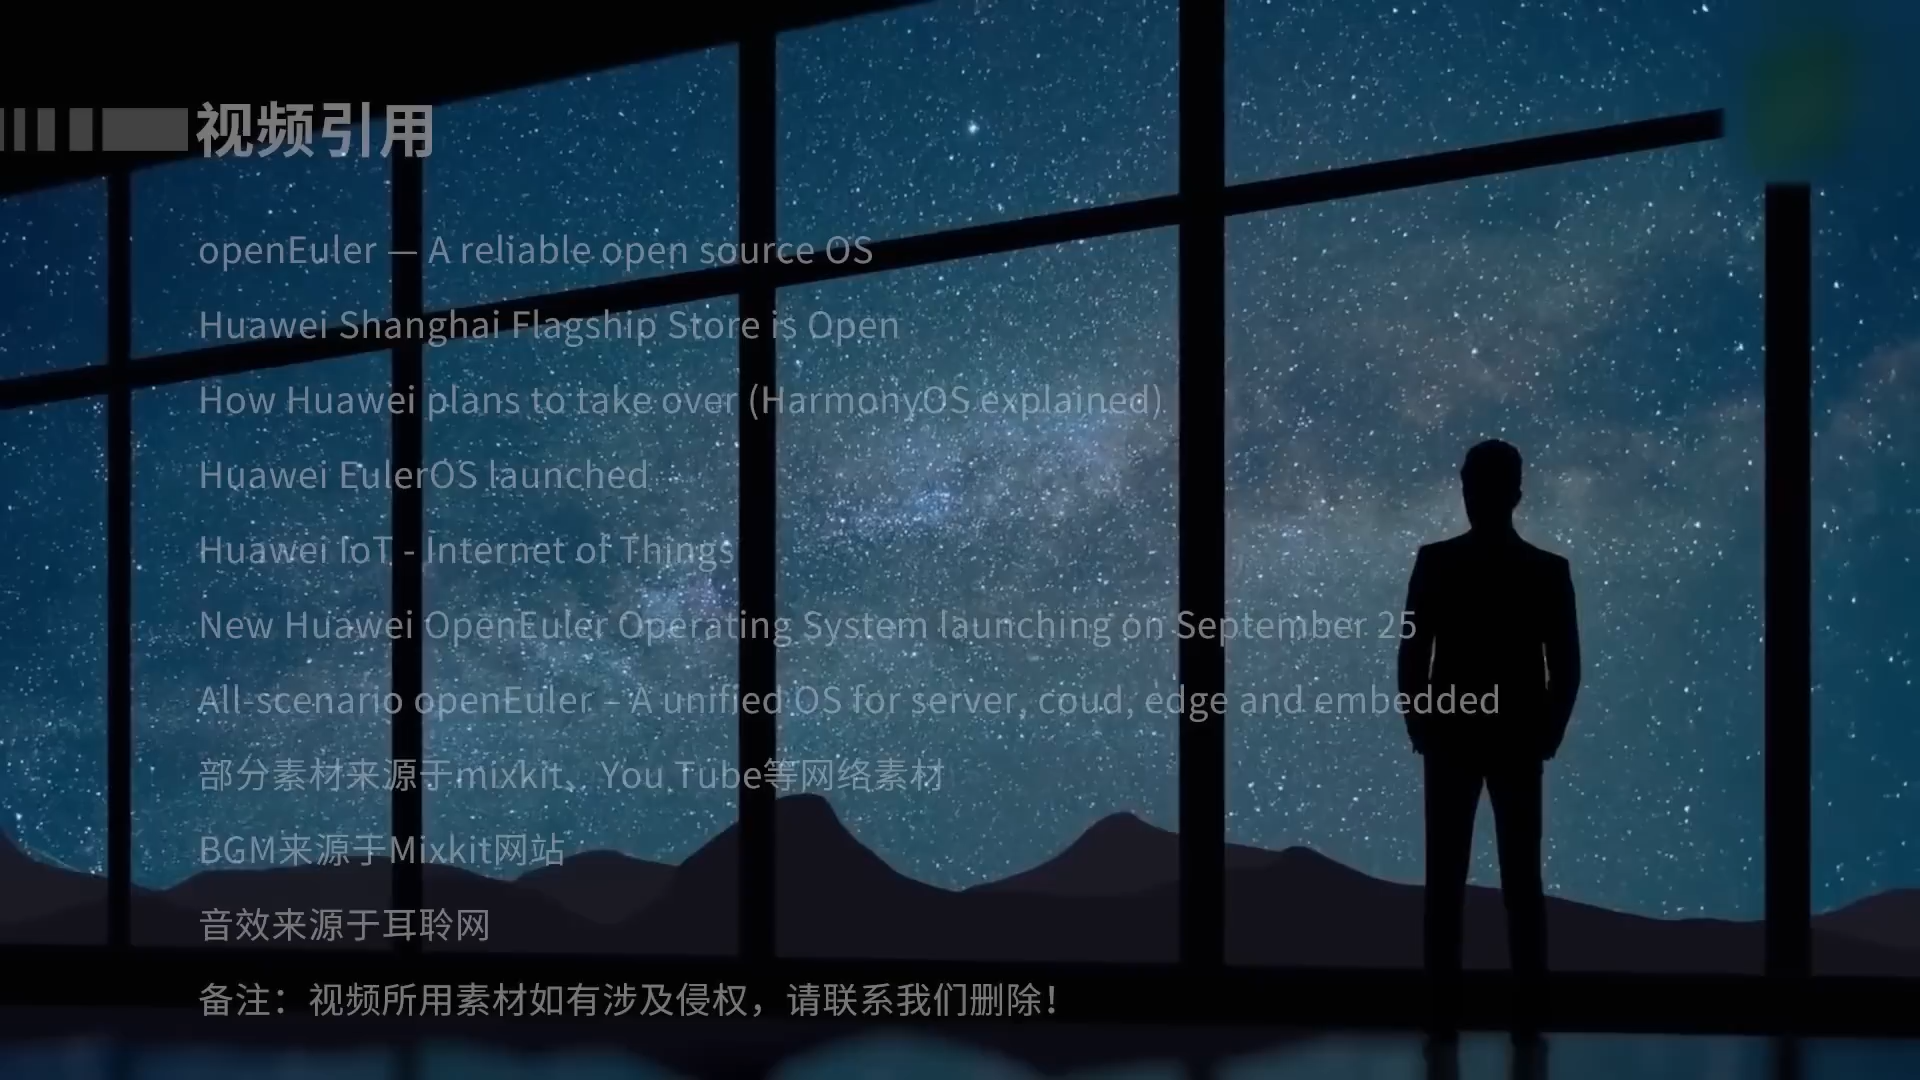 视频引用
openEuler — A reliable open source OS
Huawei Shanghai Flagship Store is Open
How Huawei plans to take over (HarmonyOS explained)
Huawei EulerOS launched
Huawei IoT - Internet of Things
New Huawei OpenEuler Operating System launching on September 25
All-scenario openEuler – A unified OS for server, coud, edge and embedded
部分素材来源于mixkit、You Tube等网络素材
BGM来源于Mixkit网站
音效来源于耳聆网
备注：视频所用素材如有涉及侵权，请联系我们删除！